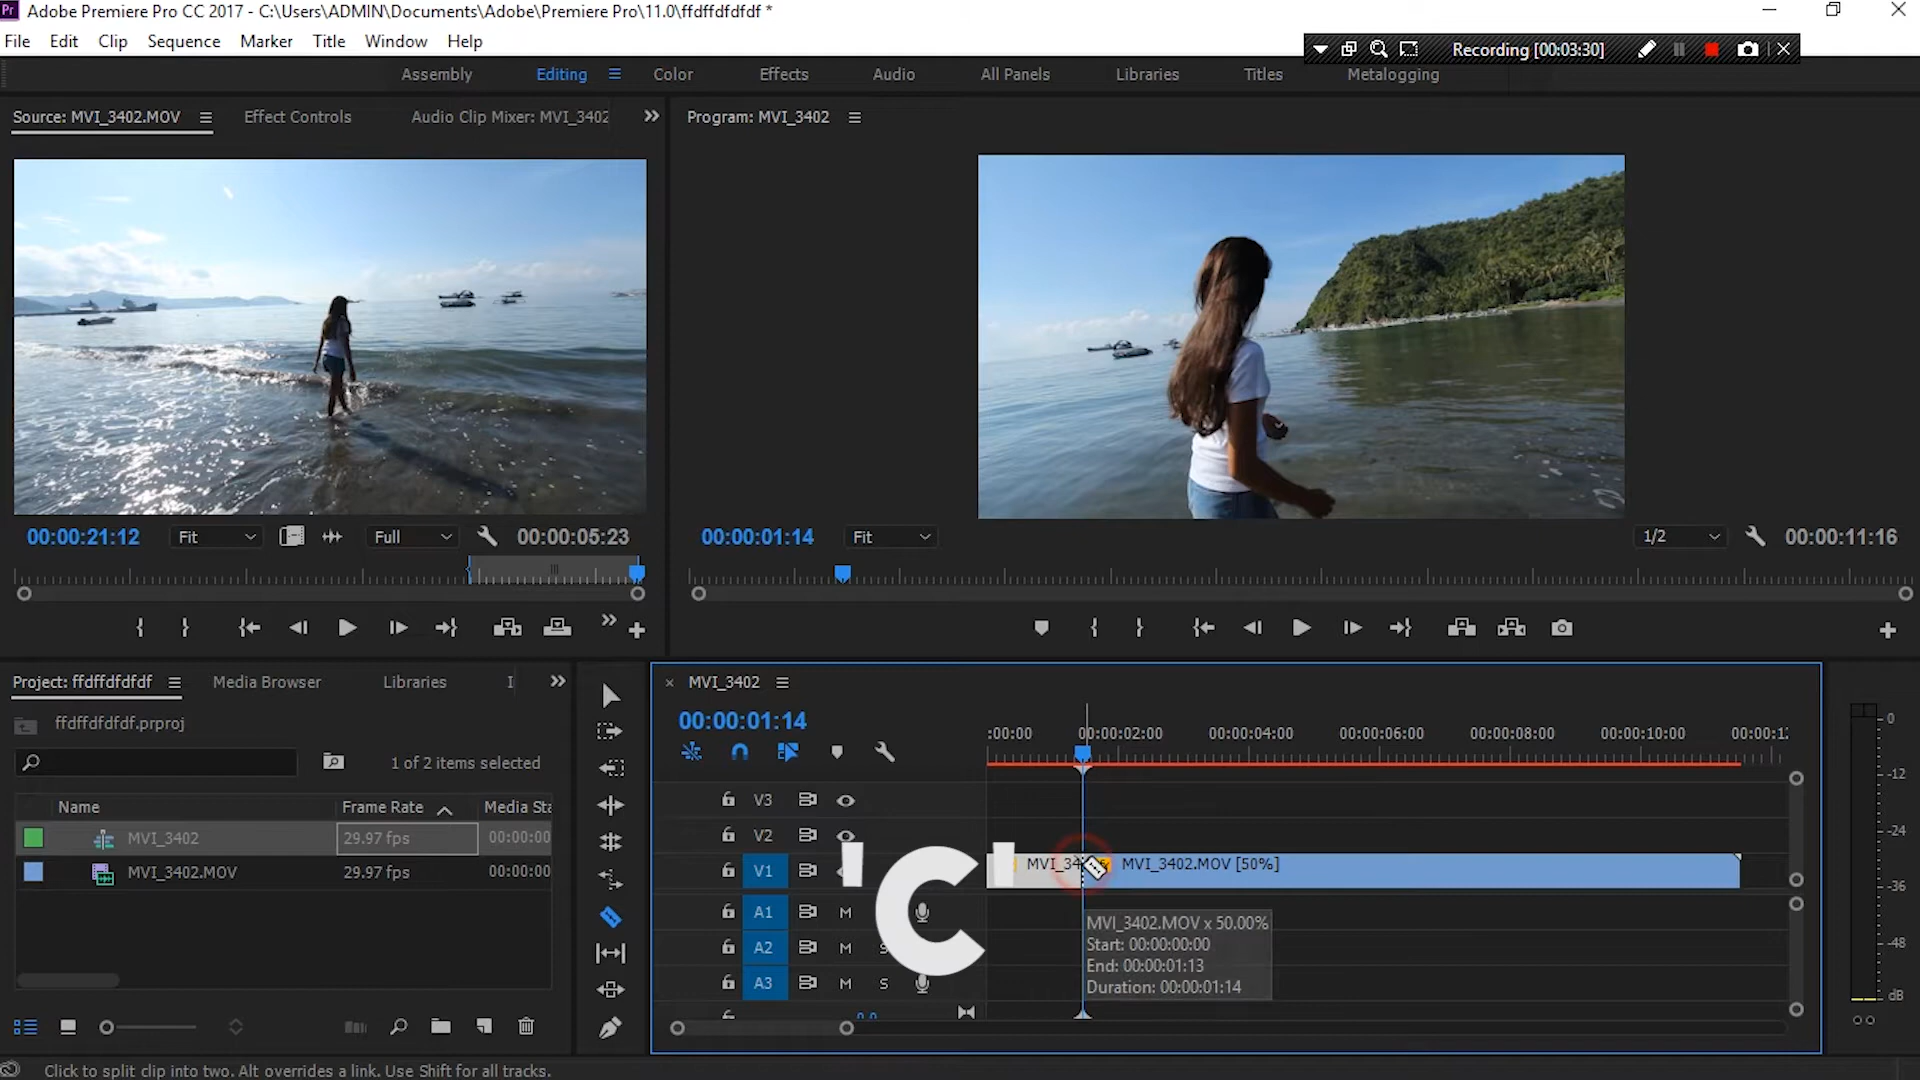 Pr Adobe Premiere Pro CC 2017 - C:\Users\ADMIN\Documents\Adobe\Premiere Pro\11.0\ffdffdfdfdf *
File Edit Clip Sequence Marker Title Window Help
Recording [00:03:30]
Assembly Editing Color Effects Audio All Panels Libraries Titles Metalogging
Source: MVI_3402.MOV Effect Controls Audio Clip Mixer: MVI_3402
Program: MVI_3402
00:00:21:12 Fit Full 00:00:05:23
00:00:01:14 Fit 1/2 00:00:11:16
Project: ffdffdfdfdf Media Browser Libraries
ffdffdfdfdf.prproj
1 of 2 items selected
Name Frame Rate Media Sta
MVI_3402 29.97 fps 00:00:00
MVI_3402.MOV 29.97 fps 00:00:00
MVI_3402
00:00:01:14
:00:00 00:00:02:00 00:00:04:00 00:00:06:00 00:00:08:00 00:00:10:00 00:00:12
V3
V2
V1 MVI_34 MVI_3402.MOV [50%]
A1 M
A2 M S
A3 M S
"C"
MVI_3402.MOV x 50.00%
Start: 00:00:00:00
End: 00:00:01:13
Duration: 00:00:01:14
0
-12
-24
-36
-48
dB
Click to split clip into two. Alt overrides a link. Use Shift for all tracks.